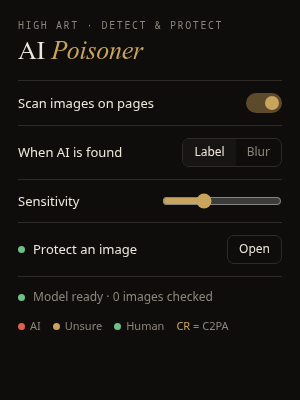 HIGH ART · DETECT & PROTECT
AI Poisoner
Scan images on pages
When AI is found Label Blur
Sensitivity
Protect an image Open
Model ready · 0 images checked
AI Unsure Human CR = C2PA